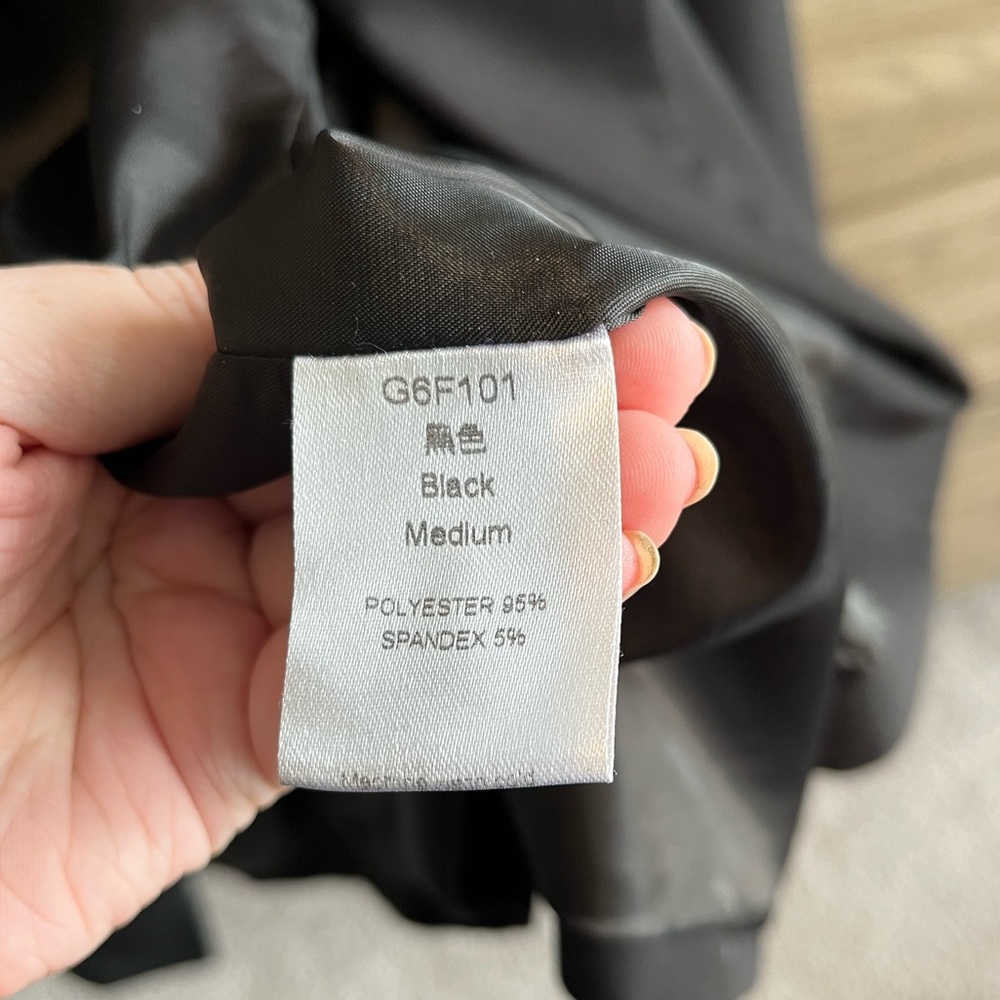 G6F101
黑色
Black
Medium
POLYESTER 95%
SPANDEX 5%